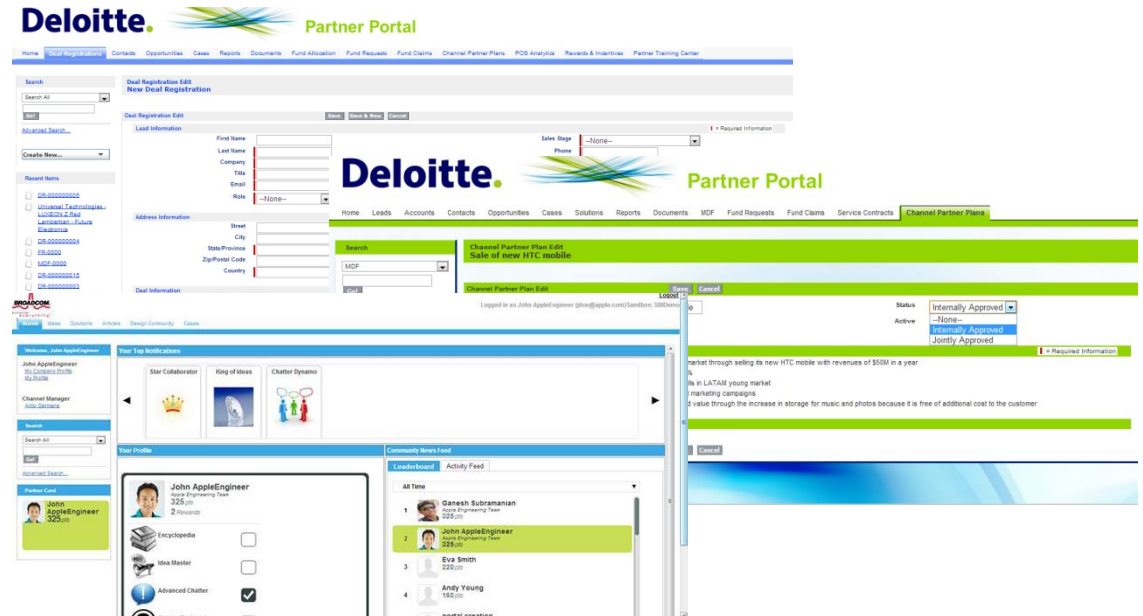 Deloitte. Partner Portal
Home Deal Registrations Contacts Opportunities Cases Reports Documents Fund Allocation Fund Requests Fund Claims Channel Partner Plans POS Analytics Rewards & Incentives Partner Training Center
Search
Search All
Go!
Advanced Search...
Create New...
Recent Items
DR-000000005
Universal Technologies -
LUXEON Z Red
Lambertian - Future
Electronics
DR-000000004
FR-0000
MDF-0000
DR-000000015
DR-000000003
Deal Registration Edit
New Deal Registration
Deal Registration Edit Save Save & New Cancel
Lead Information = Required Information
First Name
Last Name
Company
Title
Email
Role --None--
Sales Stage --None--
Phone
Address Information
Street
City
State/Province
Zip/Postal Code
Country
Deal Information
Deloitte. Partner Portal
Home Leads Accounts Contacts Opportunities Cases Solutions Reports Documents MDF Fund Requests Fund Claims Service Contracts Channel Partner Plans
Search
MDF
Go!
Channel Partner Plan Edit
Sale of new HTC mobile
Channel Partner Plan Edit Save Cancel
Status Internally Approved
--None--
Internally Approved
Jointly Approved
Active
= Required Information
market through selling its new HTC mobile with revenues of $50M in a year
%
in LATAM young market
marketing campaigns
value through the increase in storage for music and photos because it is free of additional cost to the customer
Cancel
BROADCOM.
everything
Logout
Logged in as John AppleEngineer
Home Ideas Solutions Articles Design Community Cases
Welcome, John AppleEngineer
John AppleEngineer
My Company Profile
My Profile
Channel Manager
Search
Search All
Go!
Advanced Search...
Partner Card
John
AppleEngineer
325 pts
Your Top Notifications
Star Collaborator
King of Ideas
Chatter Dynamo
Your Profile
John AppleEngineer
Apple Engineering Team
325 pts
2 Rewards
Encyclopedia
Idea Master
Advanced Chatter
Community News Feed
Leaderboard Activity Feed
All Time
1 Ganesh Subramanian
Apple Engineering Team
325 pts
2 John AppleEngineer
Apple Engineering Team
325 pts
3 Eva Smith
220 pts
4 Andy Young
160 pts
portal creation